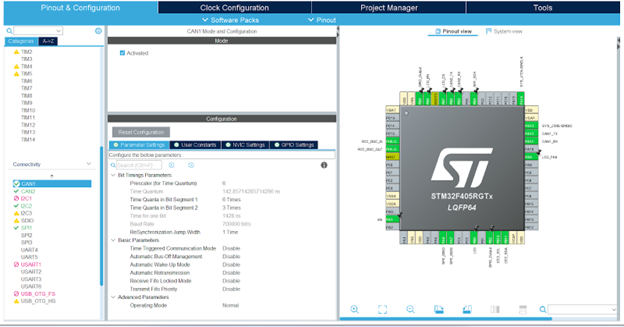 Pinout & Configuration
Clock Configuration
Project Manager
Tools
Software Packs
Pinout
CAN1 Mode and Configuration
Mode
Activated
Categories
A->Z
TIM2
TIM3
TIM4
TIM5
TIM6
TIM7
TIM8
TIM9
TIM10
TIM11
TIM12
TIM13
TIM14
Connectivity
CAN1
CAN2
I2C1
I2C2
I2C3
SDIO
SPI1
SPI2
SPI3
UART4
UART5
USART1
USART2
USART3
USART6
USB_OTG_FS
USB_OTG_HS
Configuration
Reset Configuration
Parameter Settings
User Constants
NVIC Settings
GPIO Settings
Configure the below parameters :
Search (Ctrl+F)
Bit Timings Parameters
Prescaler (for Time Quantum) 6
Time Quantum 142.85714285714286 ns
Time Quanta in Bit Segment 1 6 Times
Time Quanta in Bit Segment 2 3 Times
Time for one Bit 1428 ns
Baud Rate 700000 bit/s
ReSynchronization Jump Width 1 Time
Basic Parameters
Time Triggered Communication Mode Disable
Automatic Bus-Off Management Disable
Automatic Wake-Up Mode Disable
Automatic Retransmission Disable
Receive Fifo Locked Mode Disable
Transmit Fifo Priority Disable
Advanced Parameters
Operating Mode Normal
Pinout view
System view
STM32F405RGTx
LQFP64